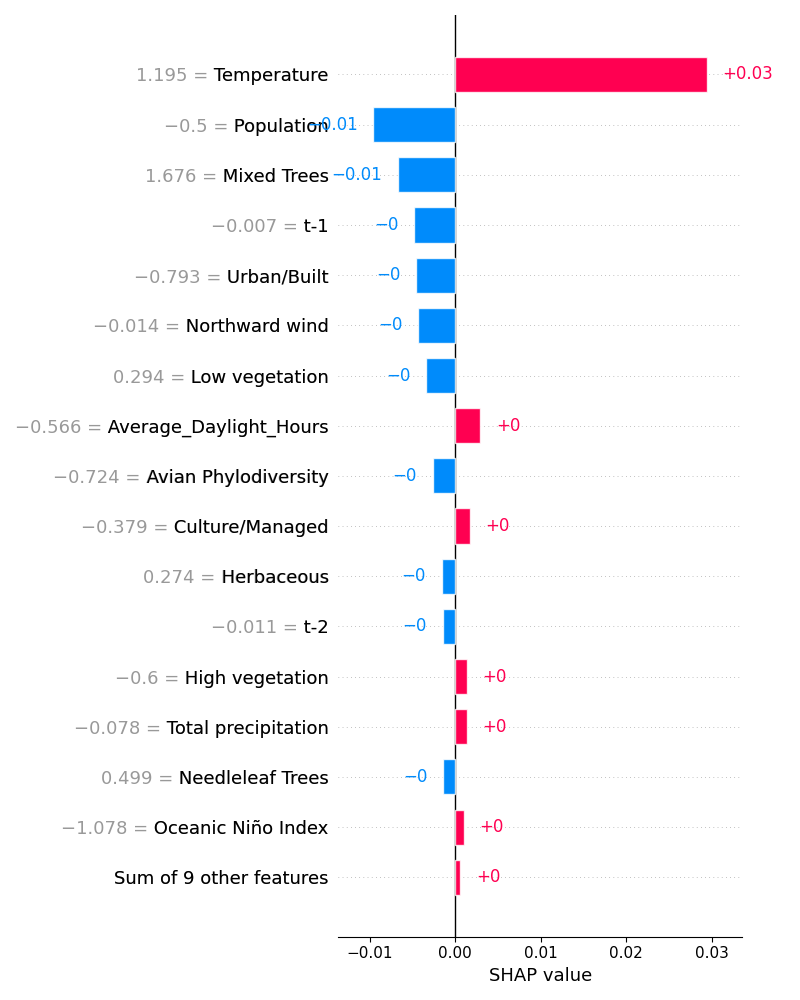 1.195 = Temperature +0.03
−0.5 = Population −0.01
1.676 = Mixed Trees −0.01
−0.007 = t-1 −0
−0.793 = Urban/Built −0
−0.014 = Northward wind −0
0.294 = Low vegetation −0
−0.566 = Average_Daylight_Hours +0
−0.724 = Avian Phylodiversity −0
−0.379 = Culture/Managed +0
0.274 = Herbaceous −0
−0.011 = t-2 −0
−0.6 = High vegetation +0
−0.078 = Total precipitation +0
0.499 = Needleleaf Trees −0
−1.078 = Oceanic Niño Index +0
Sum of 9 other features +0
−0.01 0.00 0.01 0.02 0.03
SHAP value